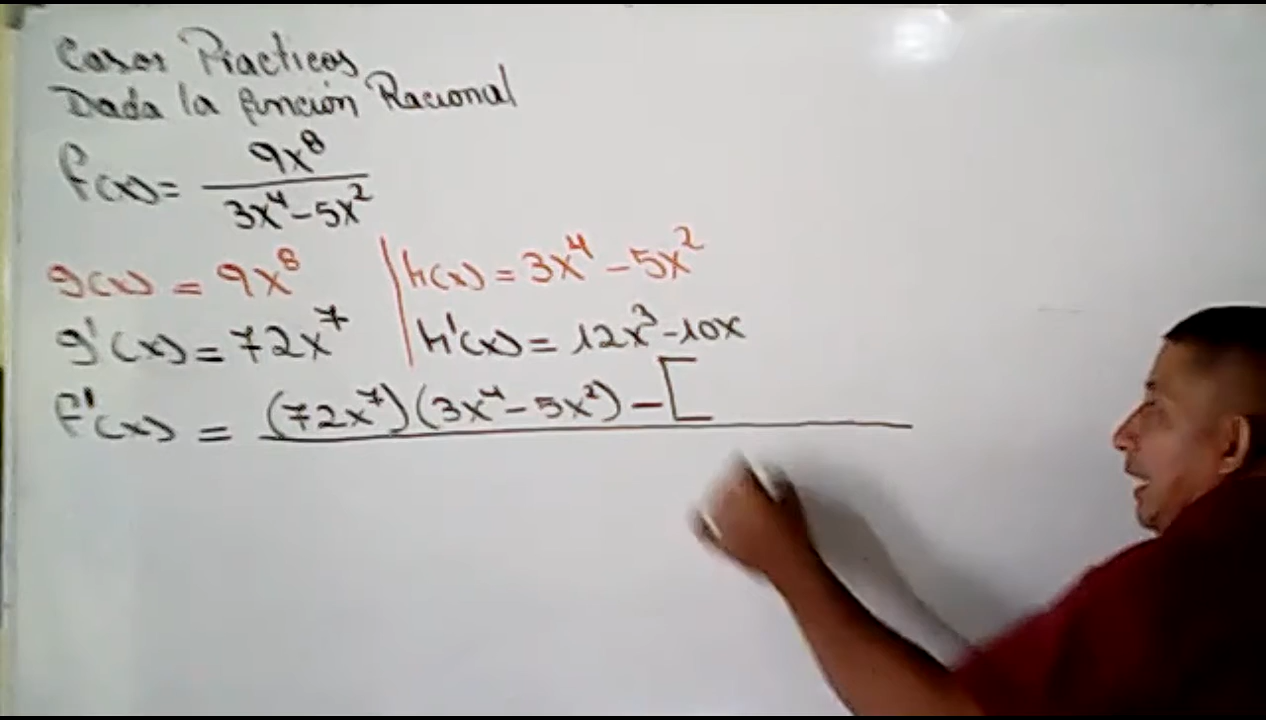 Casos Practicos
Dada la función Racional
f(x) = 9x⁸ / 3x⁴ - 5x²
g(x) = 9x⁸ | h(x) = 3x⁴ - 5x²
g'(x) = 72x⁷ | h'(x) = 12x³ - 10x
f'(x) = (72x⁷)(3x⁴ - 5x²) - [